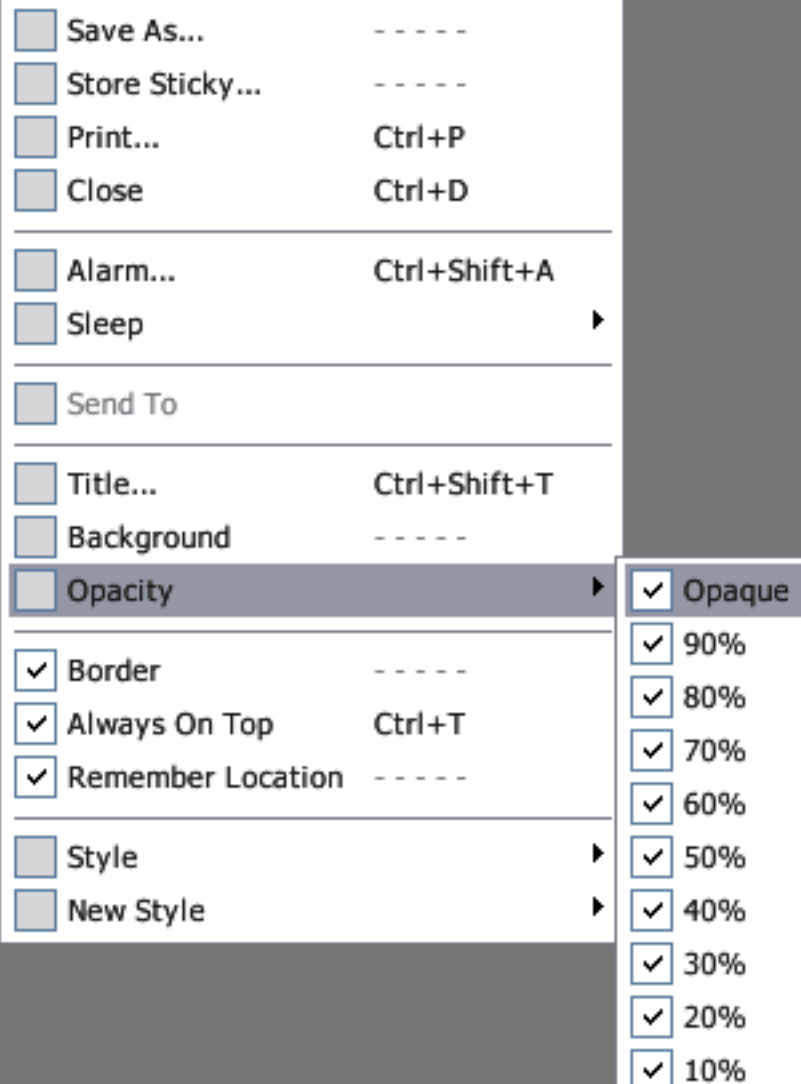 Save As... - - - - -
Store Sticky... - - - - -
Print... Ctrl+P
Close Ctrl+D
Alarm... Ctrl+Shift+A
Sleep
Send To
Title... Ctrl+Shift+T
Background - - - - -
Opacity
Border - - - - -
Always On Top Ctrl+T
Remember Location - - - - -
Style
New Style
Opaque
90%
80%
70%
60%
50%
40%
30%
20%
10%